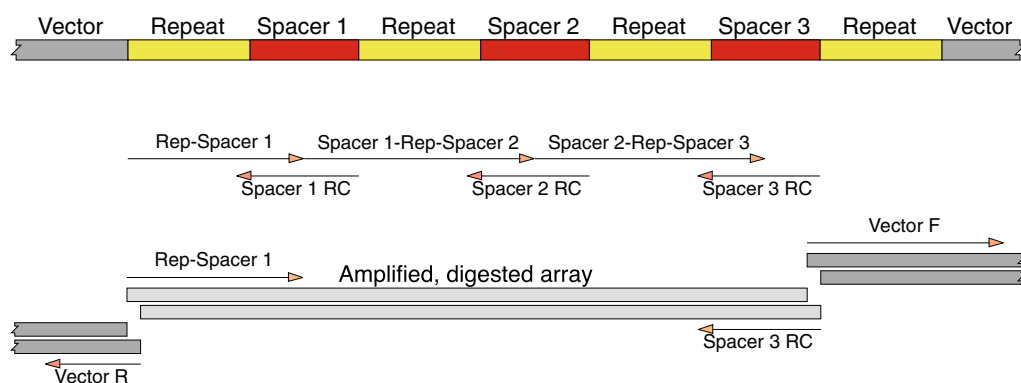 Vector Repeat Spacer 1 Repeat Spacer 2 Repeat Spacer 3 Repeat Vector
Rep-Spacer 1 Spacer 1-Rep-Spacer 2 Spacer 2-Rep-Spacer 3
Spacer 1 RC Spacer 2 RC Spacer 3 RC
Vector F
Rep-Spacer 1
Amplified, digested array
Spacer 3 RC
Vector R